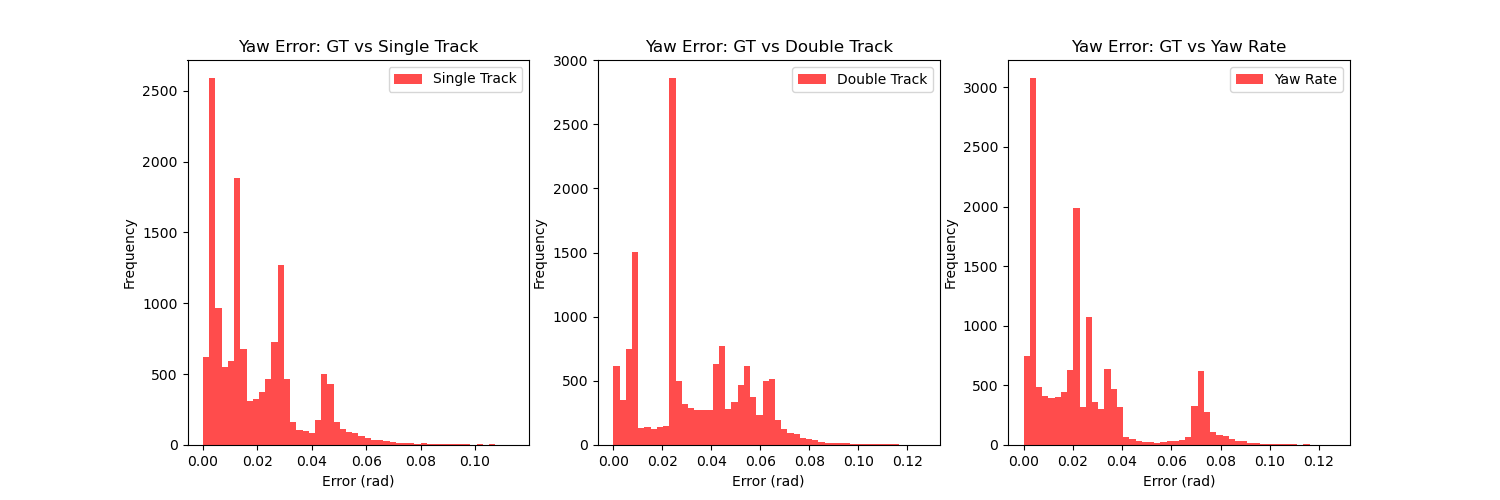 Yaw Error: GT vs Single Track
Single Track
2500
2000
1500
1000
500
0
Frequency
0.00 0.02 0.04 0.06 0.08 0.10
Error (rad)
Yaw Error: GT vs Double Track
Double Track
3000
2500
2000
1500
1000
500
0
Frequency
0.00 0.02 0.04 0.06 0.08 0.10 0.12
Error (rad)
Yaw Error: GT vs Yaw Rate
Yaw Rate
3000
2500
2000
1500
1000
500
0
Frequency
0.00 0.02 0.04 0.06 0.08 0.10 0.12
Error (rad)